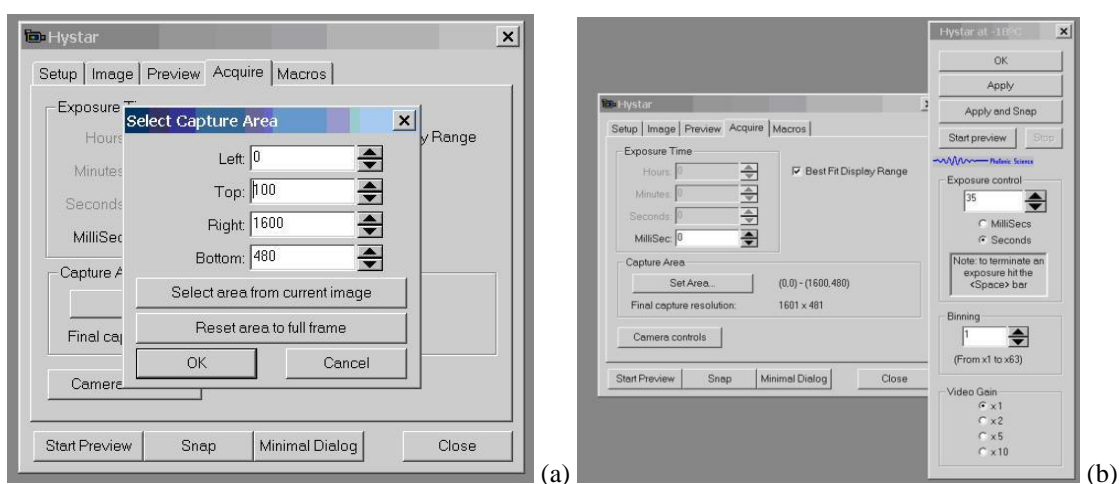 Hystar
Setup Image Preview Acquire Macros
Exposure
Select Capture Area
Hours
Left: 0
y Range
Minutes
Top: 100
Seconds
Right: 1600
MilliSec
Bottom: 480
Capture A
Select area from current image
Reset area to full frame
Final cap
OK Cancel
Camera
Start Preview Snap Minimal Dialog Close
(a)
Hystar at -18°C
OK
Apply
Apply and Snap
Start preview Stop
Photonic Science
Exposure control
35
MilliSecs
Seconds
Note: to terminate an
exposure hit the
<Space> bar
Binning
1
(From x1 to x63)
Video Gain
x1
x2
x5
x10
Hystar
Setup Image Preview Acquire Macros
Exposure Time
Hours: 0
Best Fit Display Range
Minutes: 0
Seconds: 0
MilliSec: 0
Capture Area
Set Area... (0,0) - (1600,480)
Final capture resolution: 1601 x 481
Camera controls
Start Preview Snap Minimal Dialog Close
(b)